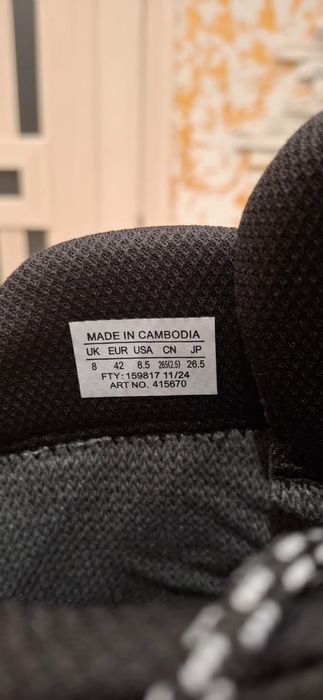 MADE IN CAMBODIA
UK EUR USA CN JP
8 42 8.5 265(2.5) 26.5
FTY: 159817 11/24
ART NO. 415670